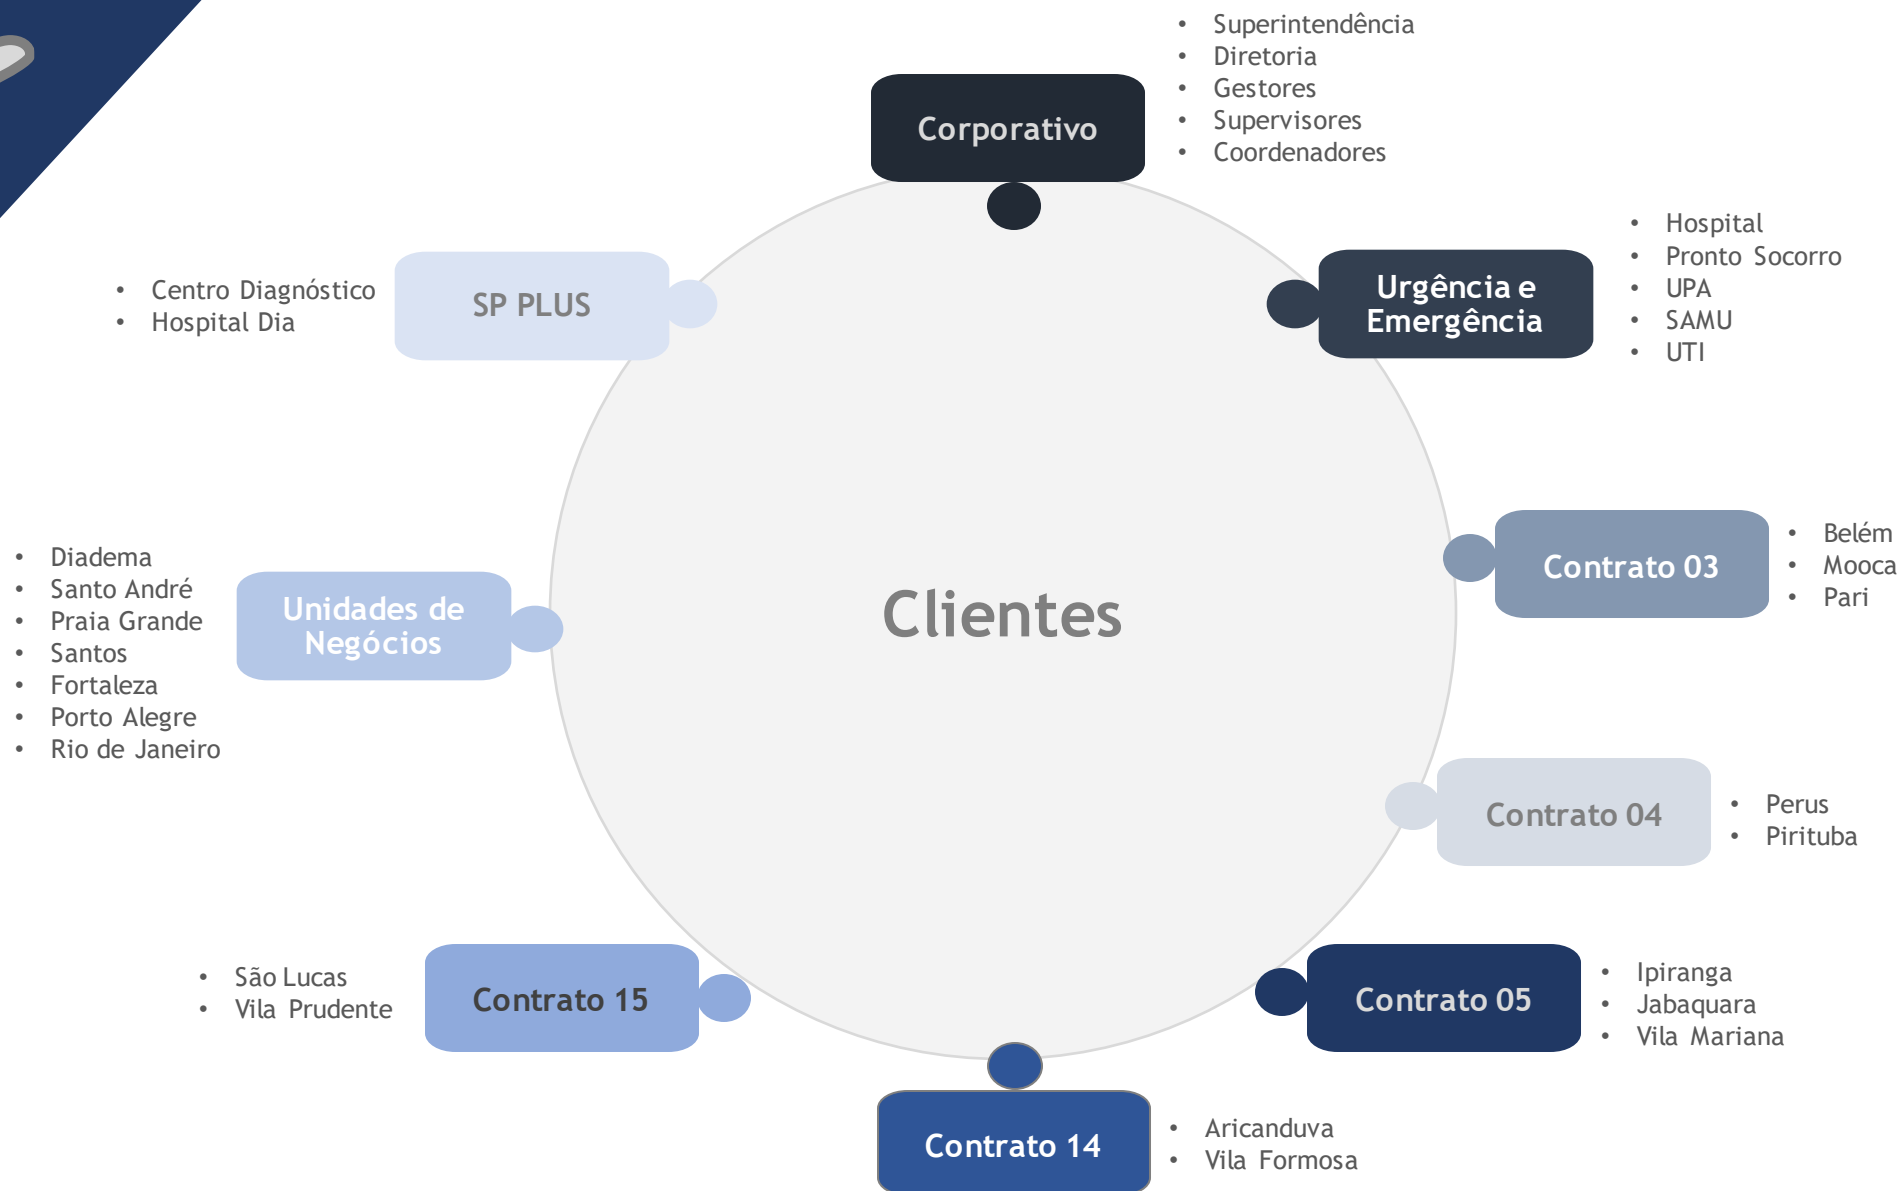 Superintendência
Diretoria
Gestores
Supervisores
Coordenadores
Corporativo
Hospital
Pronto Socorro
UPA
SAMU
UTI
Urgência e
Emergência
Centro Diagnóstico
Hospital Dia
SP PLUS
Belém
Mooca
Pari
Contrato 03
Diadema
Santo André
Praia Grande
Santos
Fortaleza
Porto Alegre
Rio de Janeiro
Unidades de
Negócios
Clientes
Contrato 04
Perus
Pirituba
São Lucas
Vila Prudente
Contrato 15
Contrato 05
Ipiranga
Jabaquara
Vila Mariana
Contrato 14
Aricanduva
Vila Formosa